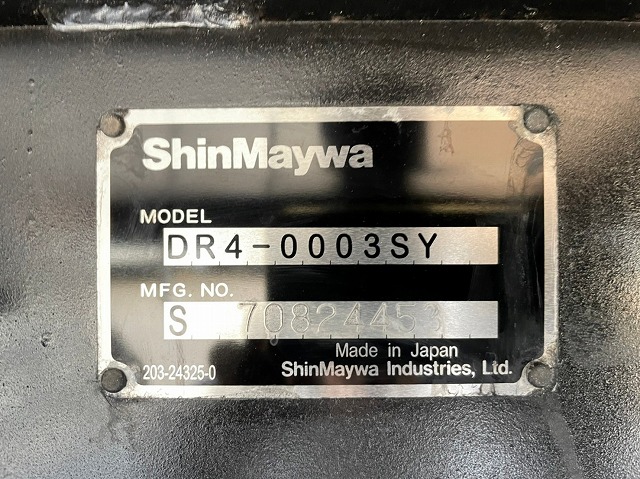 ShinMaywa
MODEL
DR4-0003SY
MFG. NO.
S 70824453
Made in Japan
203-24325-0
ShinMaywa Industries, Ltd.